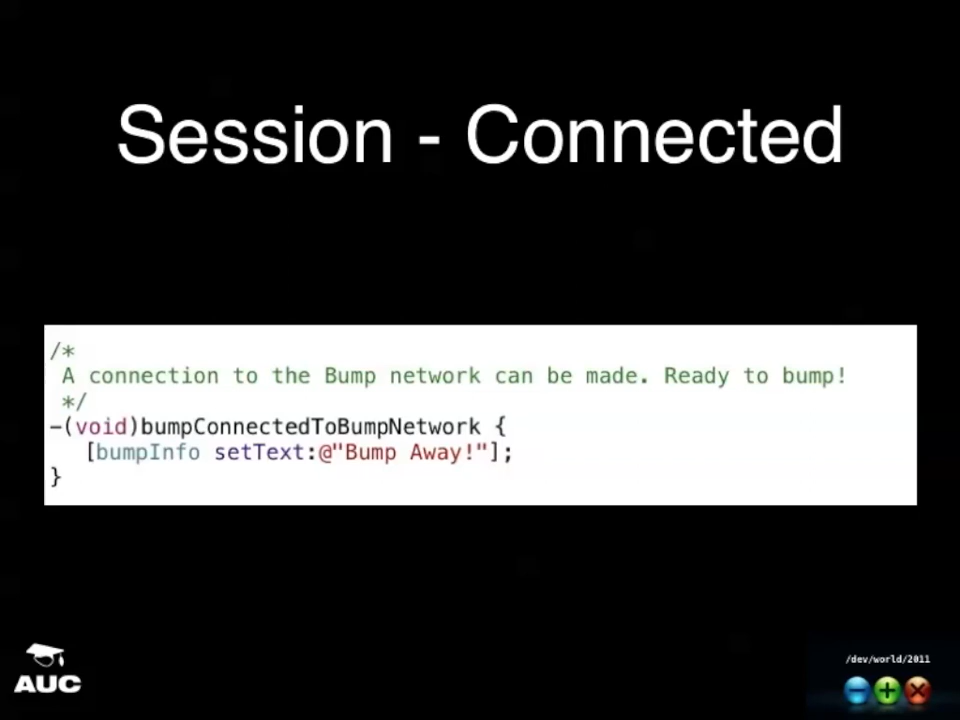 Session - Connected
/*
A connection to the Bump network can be made. Ready to bump!
*/
-(void)bumpConnectedToBumpNetwork {
[bumpInfo setText:@"Bump Away!"];
}
AUC
/dev/world/2011